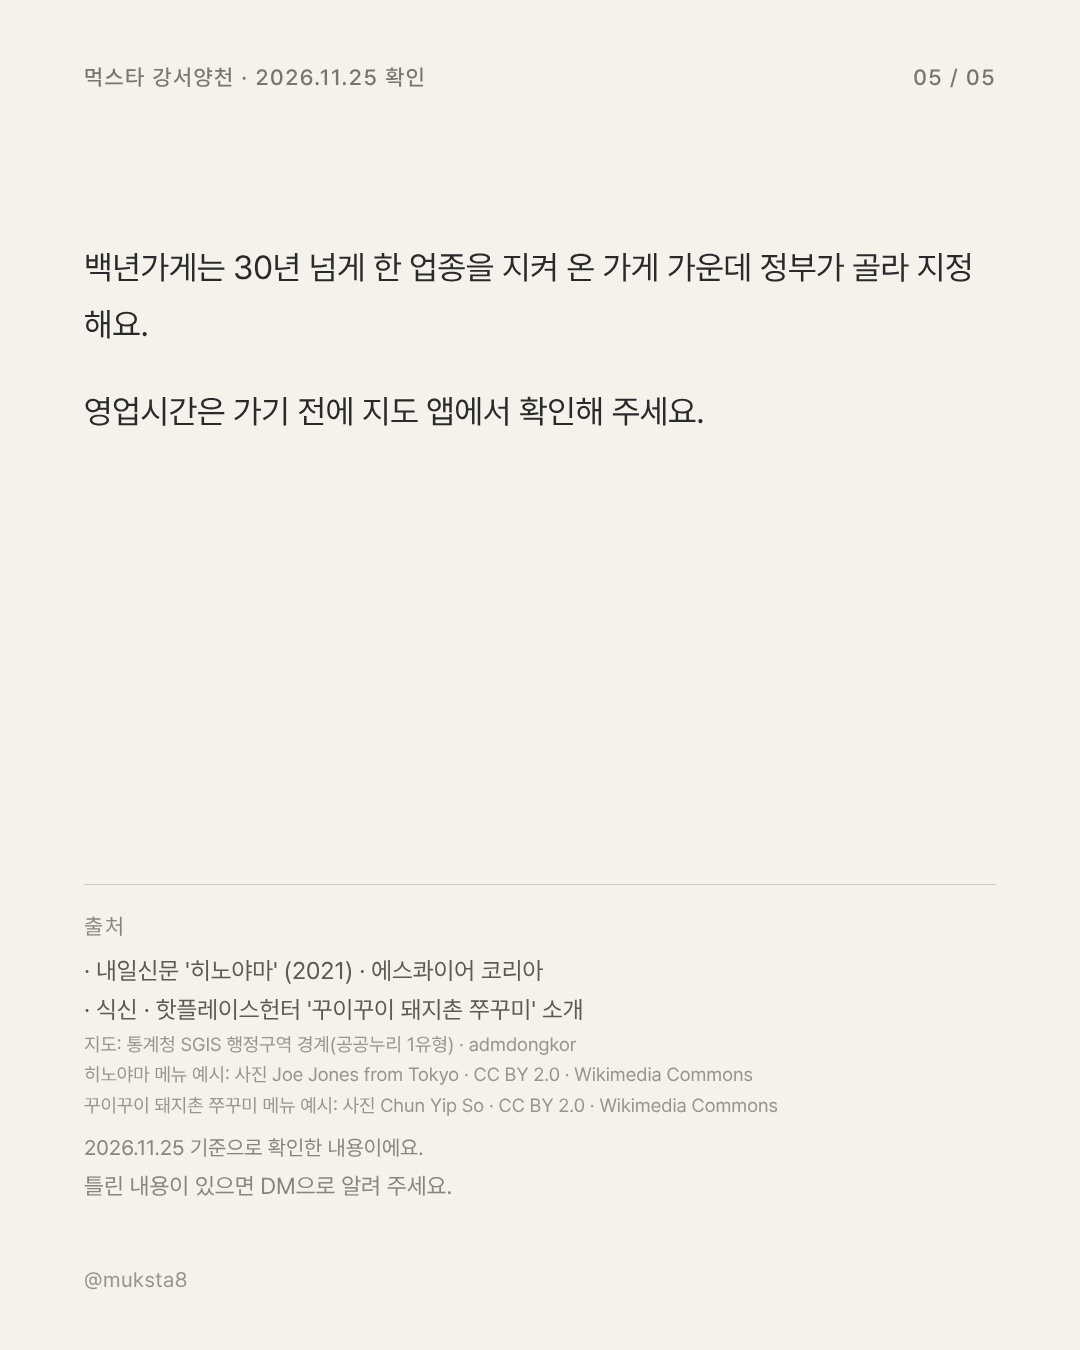 먹스타 강서양천 · 2026.11.25 확인
05 / 05
백년가게는 30년 넘게 한 업종을 지켜 온 가게 가운데 정부가 골라 지정
해요.
영업시간은 가기 전에 지도 앱에서 확인해 주세요.
출처
· 내일신문 '히노야마' (2021) · 에스콰이어 코리아
· 식신 · 핫플레이스헌터 '꾸이꾸이 돼지촌 쭈꾸미' 소개
지도: 통계청 SGIS 행정구역 경계(공공누리 1유형) · admdongkor
히노야마 메뉴 예시: 사진 Joe Jones from Tokyo · CC BY 2.0 · Wikimedia Commons
꾸이꾸이 돼지촌 쭈꾸미 메뉴 예시: 사진 Chun Yip So · CC BY 2.0 · Wikimedia Commons
2026.11.25 기준으로 확인한 내용이에요.
틀린 내용이 있으면 DM으로 알려 주세요.
@muksta8